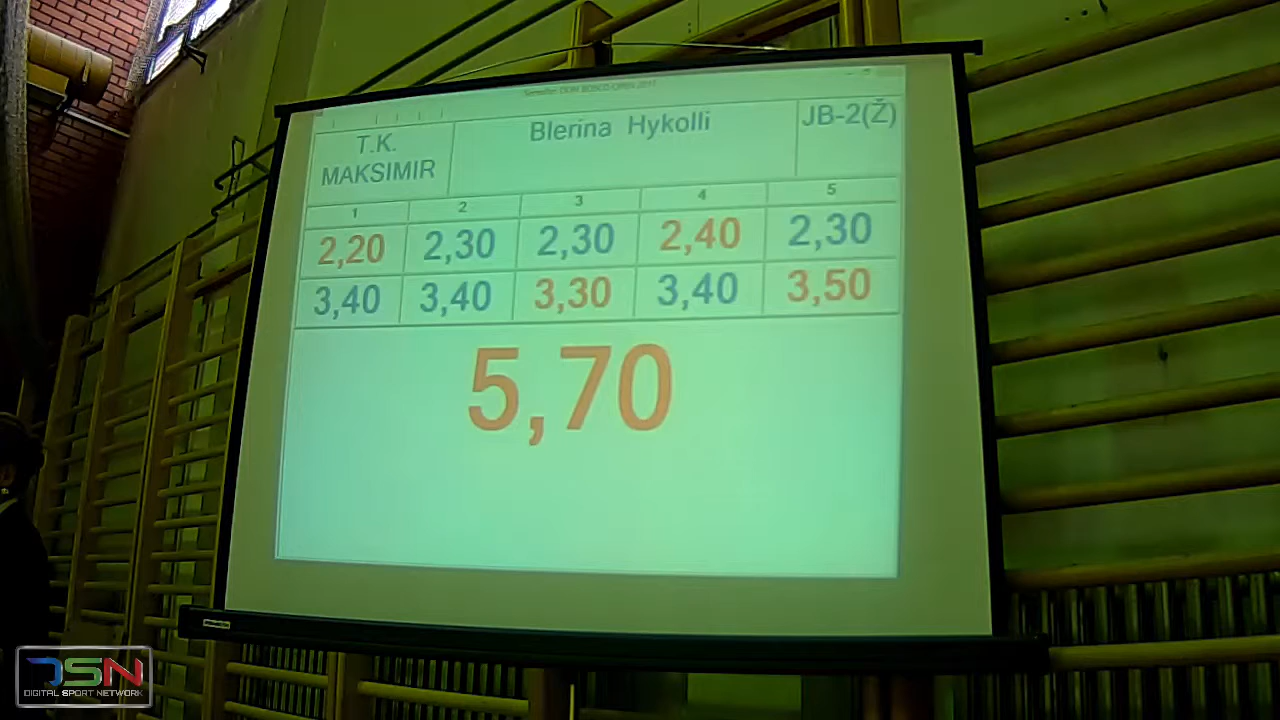 T.K. MAKSIMIR
Blerina Hykolli
JB-2(Ž)
1 2 3 4 5
2,20 2,30 2,30 2,40 2,30
3,40 3,40 3,30 3,40 3,50
5,70
DSN
DIGITAL SPORT NETWORK